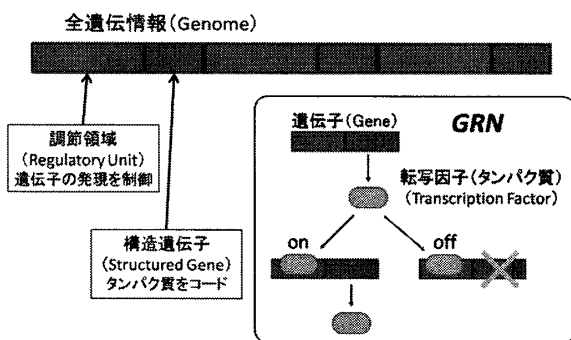 全遺伝情報(Genome)
調節領域
(Regulatory Unit)
遺伝子の発現を制御
構造遺伝子
(Structured Gene)
タンパク質をコード
GRN
遺伝子(Gene)
転写因子(タンパク質)
(Transcription Factor)
on
off